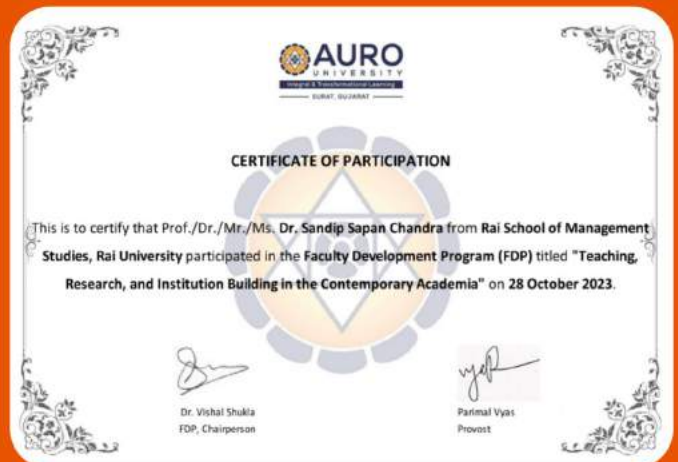 AURO
UNIVERSITY
Integral & Transformational Learning
SURAT, GUJARAT
CERTIFICATE OF PARTICIPATION
This is to certify that Prof./Dr./Mr./Ms. Dr. Sandip Sapan Chandra from Rai School of Management
Studies, Rai University participated in the Faculty Development Program (FDP) titled "Teaching,
Research, and Institution Building in the Contemporary Academia" on 28 October 2023.
Dr. Vishal Shukla
FDP, Chairperson
Parimal Vyas
Provost